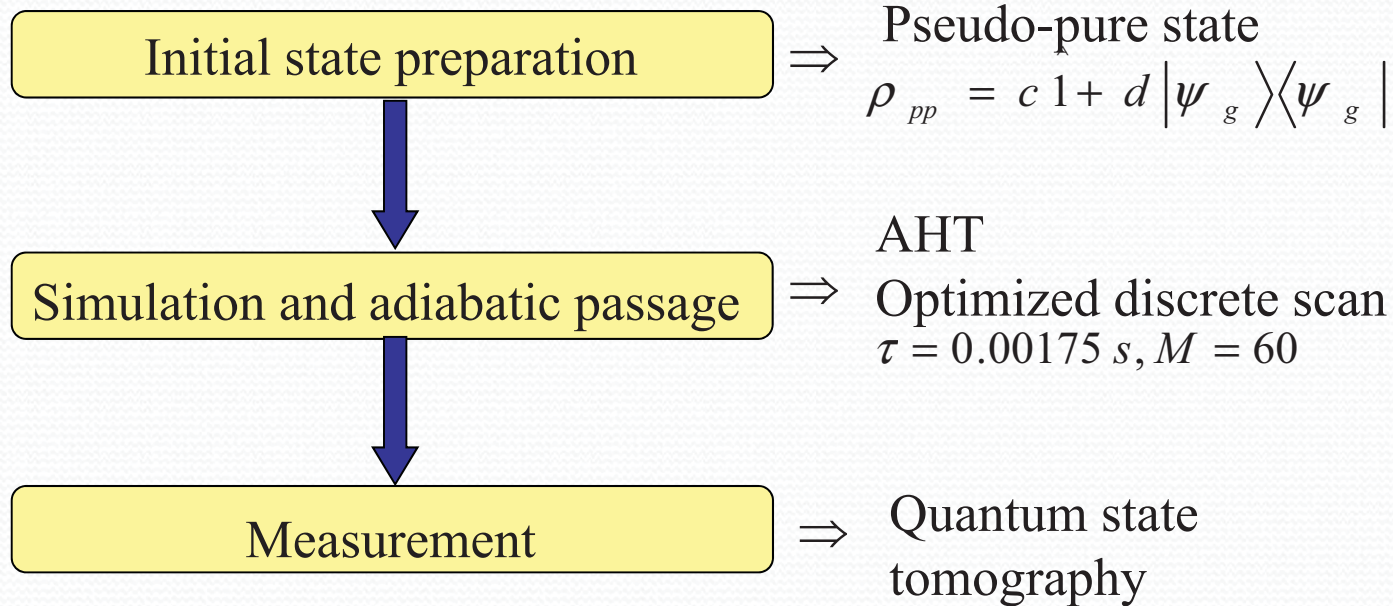 Initial state preparation
⇒ Pseudo-pure state
ρ_pp = c 1̂ + d |ψ_g⟩⟨ψ_g|
Simulation and adiabatic passage
⇒ AHT
Optimized discrete scan
τ = 0.00175 s, M = 60
Measurement
⇒ Quantum state
tomography